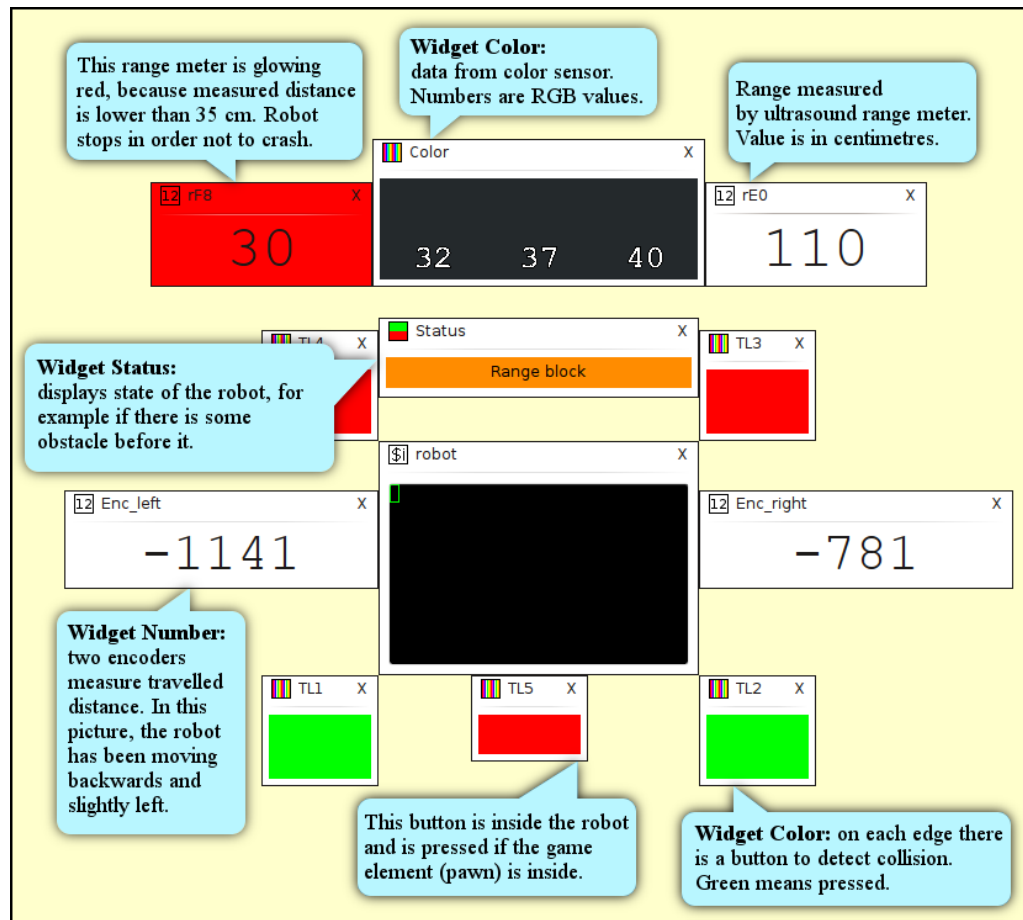 This range meter is glowing
red, because measured distance
is lower than 35 cm. Robot
stops in order not to crash.
Widget Color:
data from color sensor.
Numbers are RGB values.
Range measured
by ultrasound range meter.
Value is in centimetres.
12 rF8 X
30
Color X
32 37 40
12 rE0 X
110
TL4 X
Status X
Range block
TL3 X
Widget Status:
displays state of the robot, for
example if there is some
obstacle before it.
$i robot X
12 Enc_left X
-1141
12 Enc_right X
-781
Widget Number:
two encoders
measure travelled
distance. In this
picture, the robot
has been moving
backwards and
slightly left.
TL1 X
TL5 X
TL2 X
This button is inside the robot
and is pressed if the game
element (pawn) is inside.
Widget Color: on each edge there
is a button to detect collision.
Green means pressed.